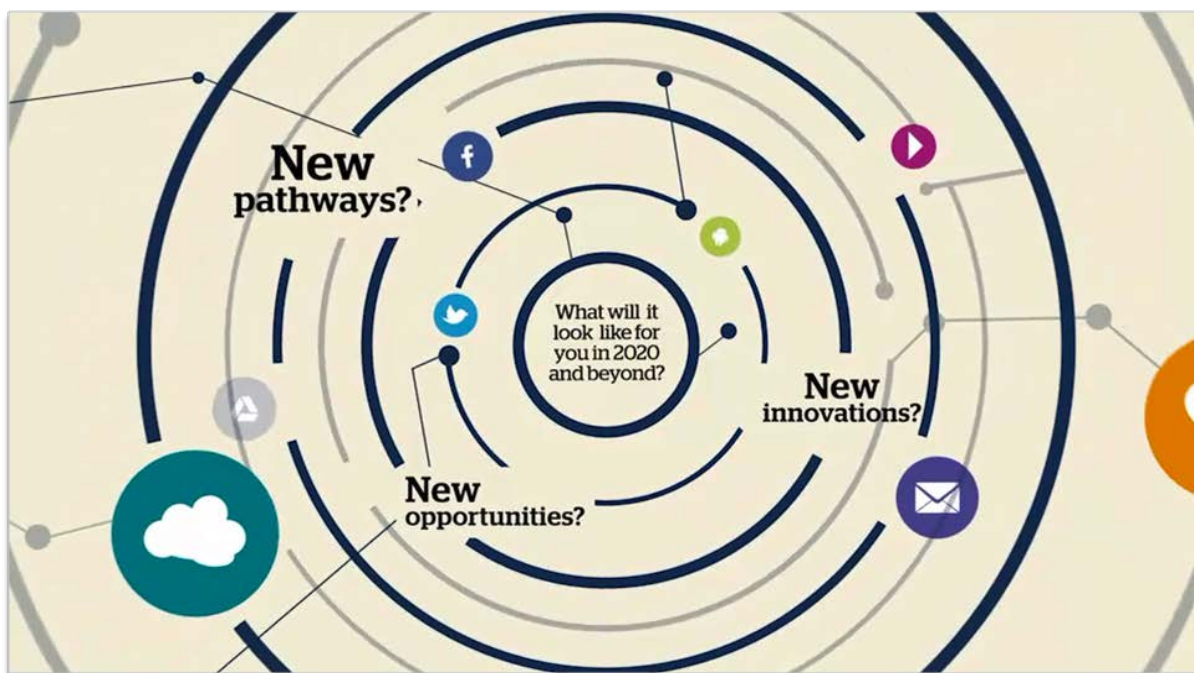 New
pathways?
What will it
look like for
you in 2020
and beyond?
New
innovations?
New
opportunities?